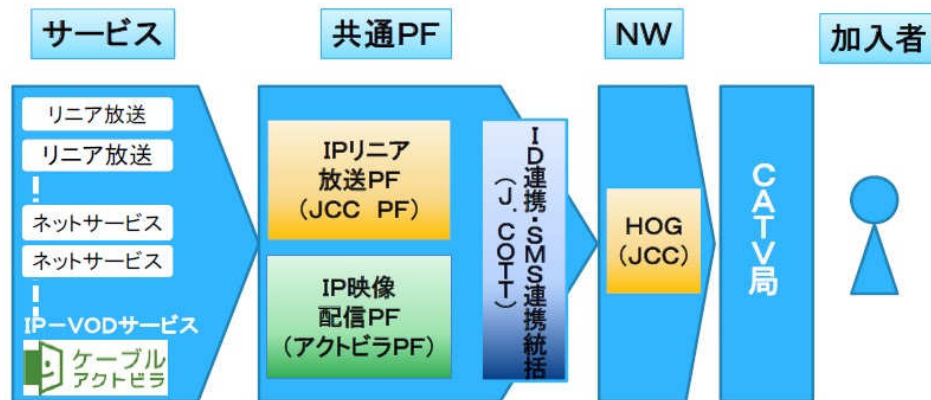 サービス
共通PF
NW
加入者
リニア放送
リニア放送
ネットサービス
ネットサービス
IP－VODサービス
ケーブル
アクトビラ
IPリニア
放送PF
(JCC PF)
IP映像
配信PF
(アクトビラPF)
ID連携・SMS連携統括
(J.COTT)
HOG
(JCC)
CATV局